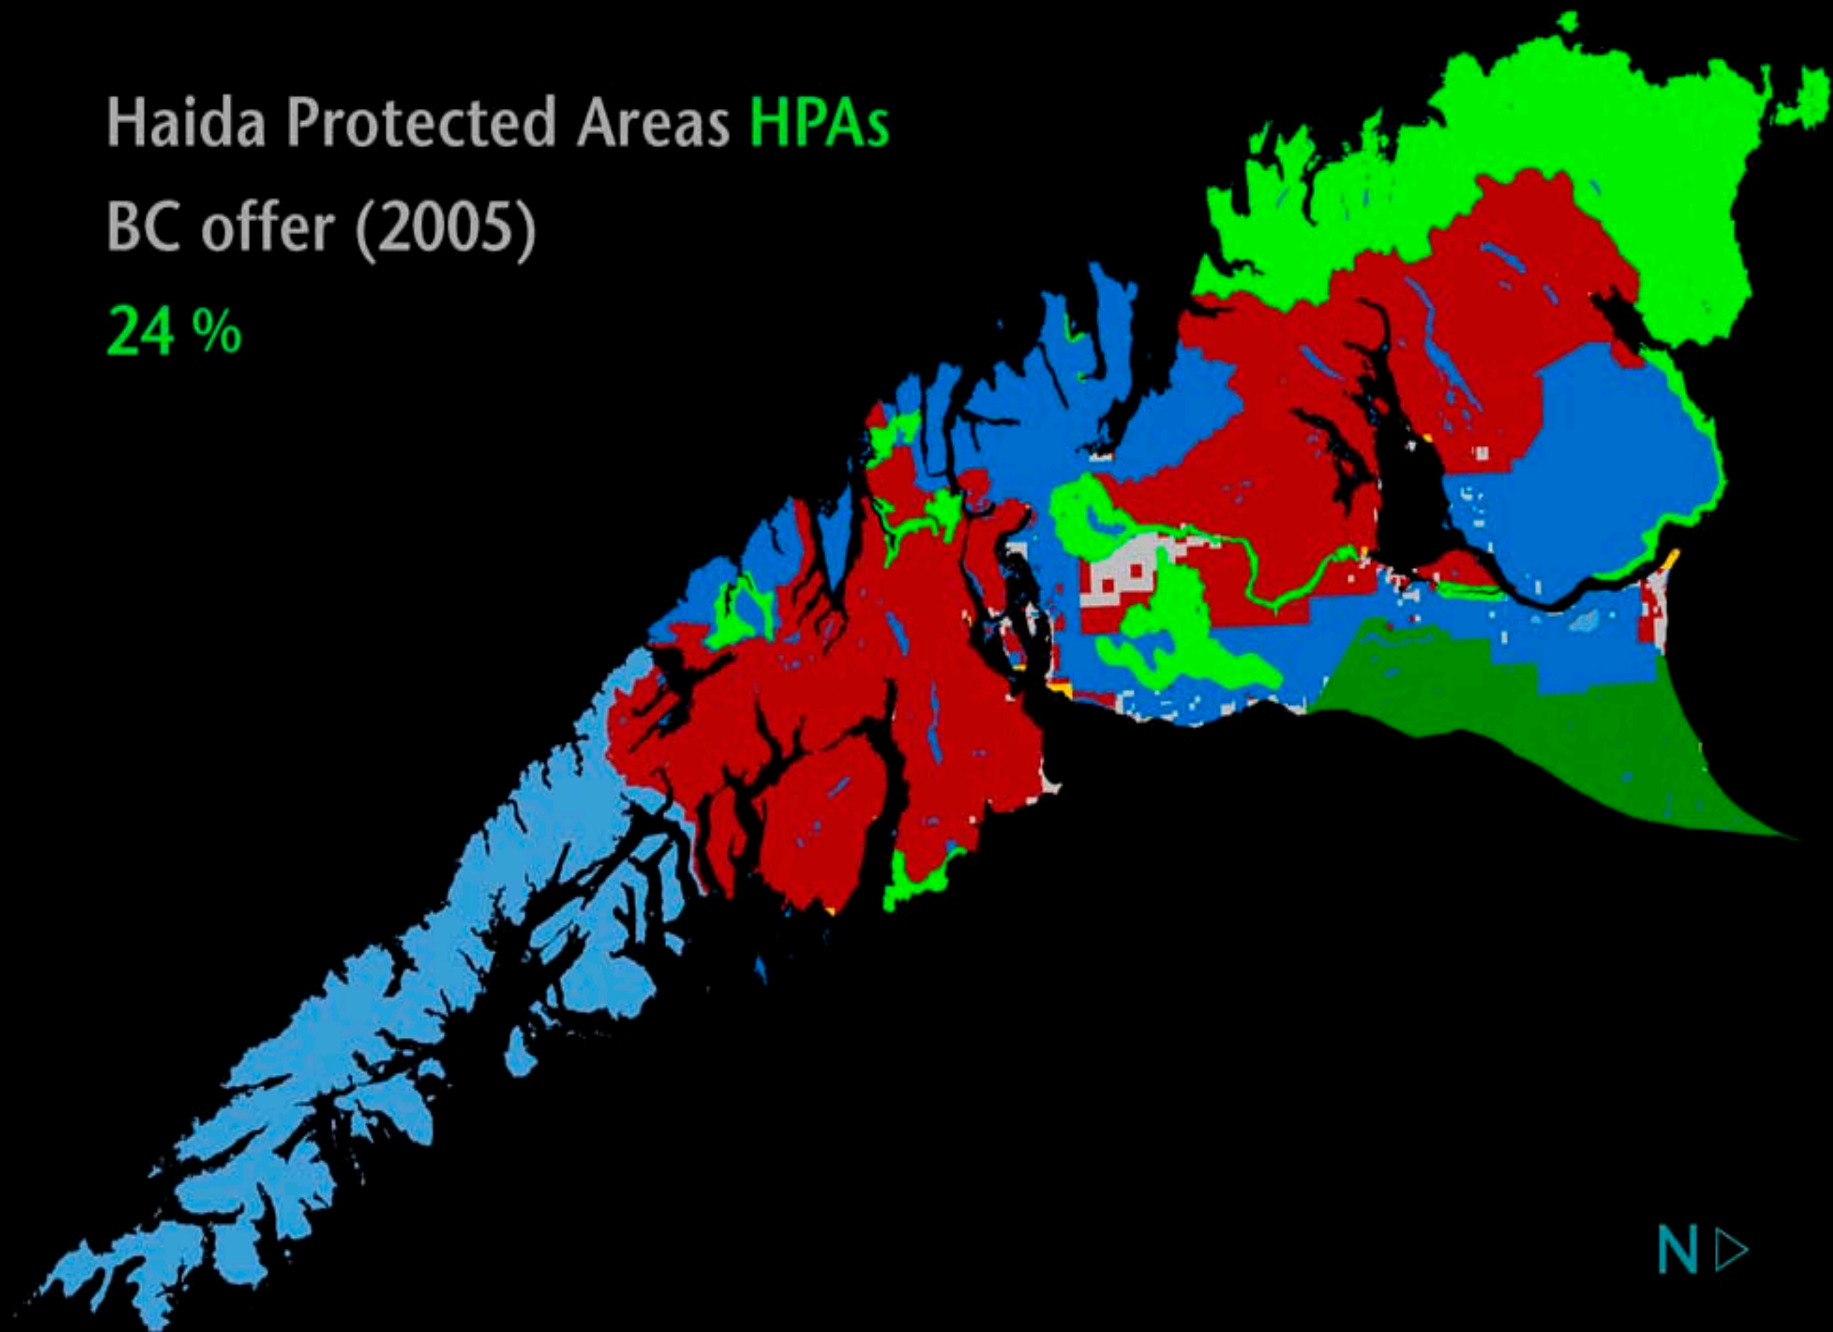 Haida Protected Areas HPAs
BC offer (2005)
24 %
N